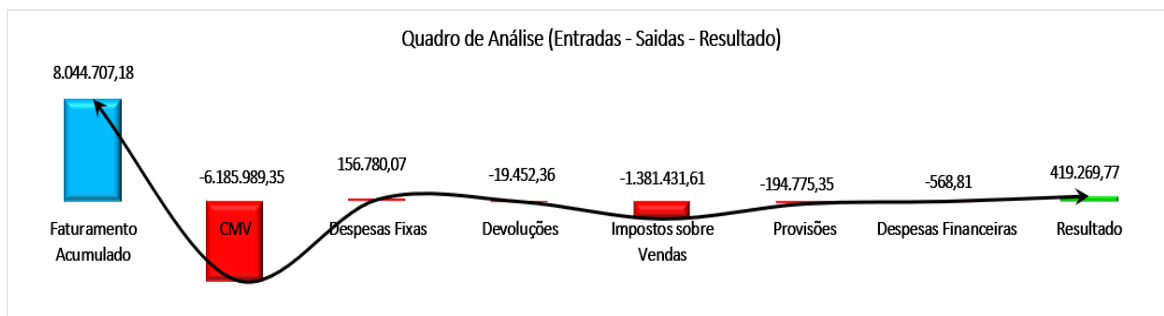 Quadro de Análise (Entradas - Saidas - Resultado)
8.044.707,18
-6.185.989,35
156.780,07
-19.452,36
-1.381.431,61
-194.775,35
-568,81
419.269,77
Faturamento
Acumulado
CMV
Despesas Fixas
Devoluções
Impostos sobre
Vendas
Provisões
Despesas Financeiras
Resultado